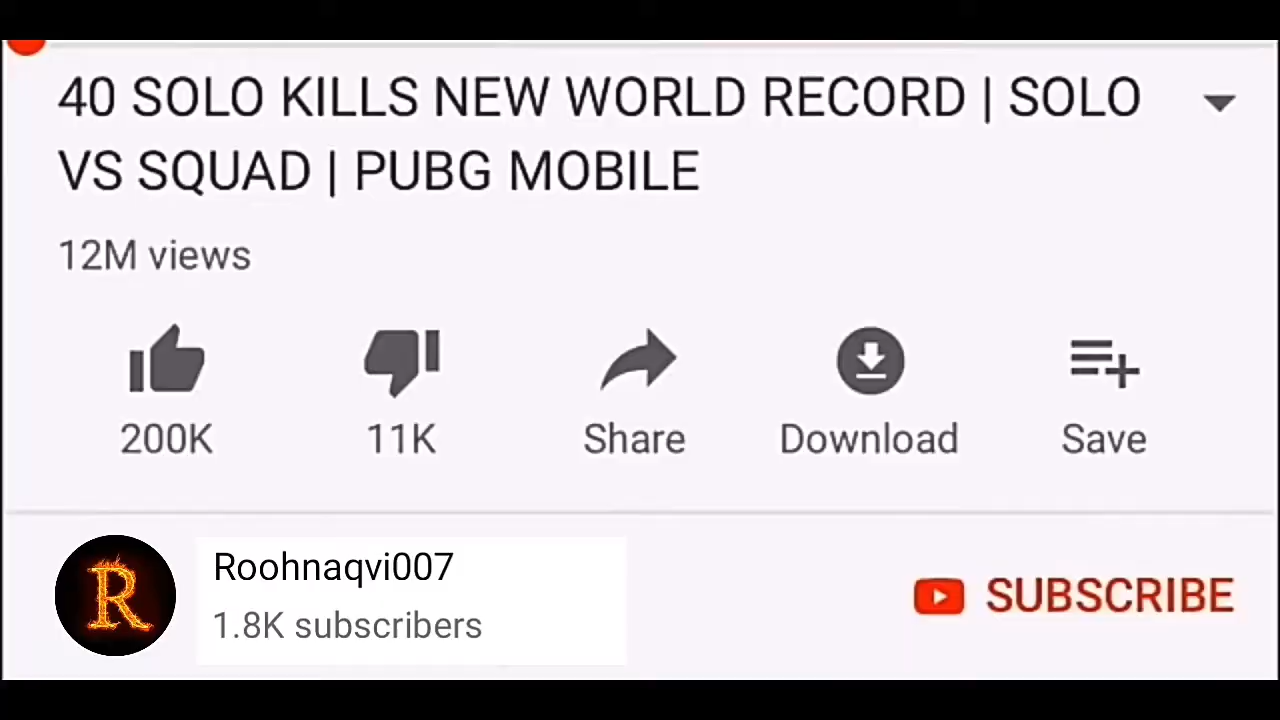 40 SOLO KILLS NEW WORLD RECORD | SOLO
VS SQUAD | PUBG MOBILE
12M views
200K
11K
Share
Download
Save
R
Roohnaqvi007
1.8K subscribers
SUBSCRIBE